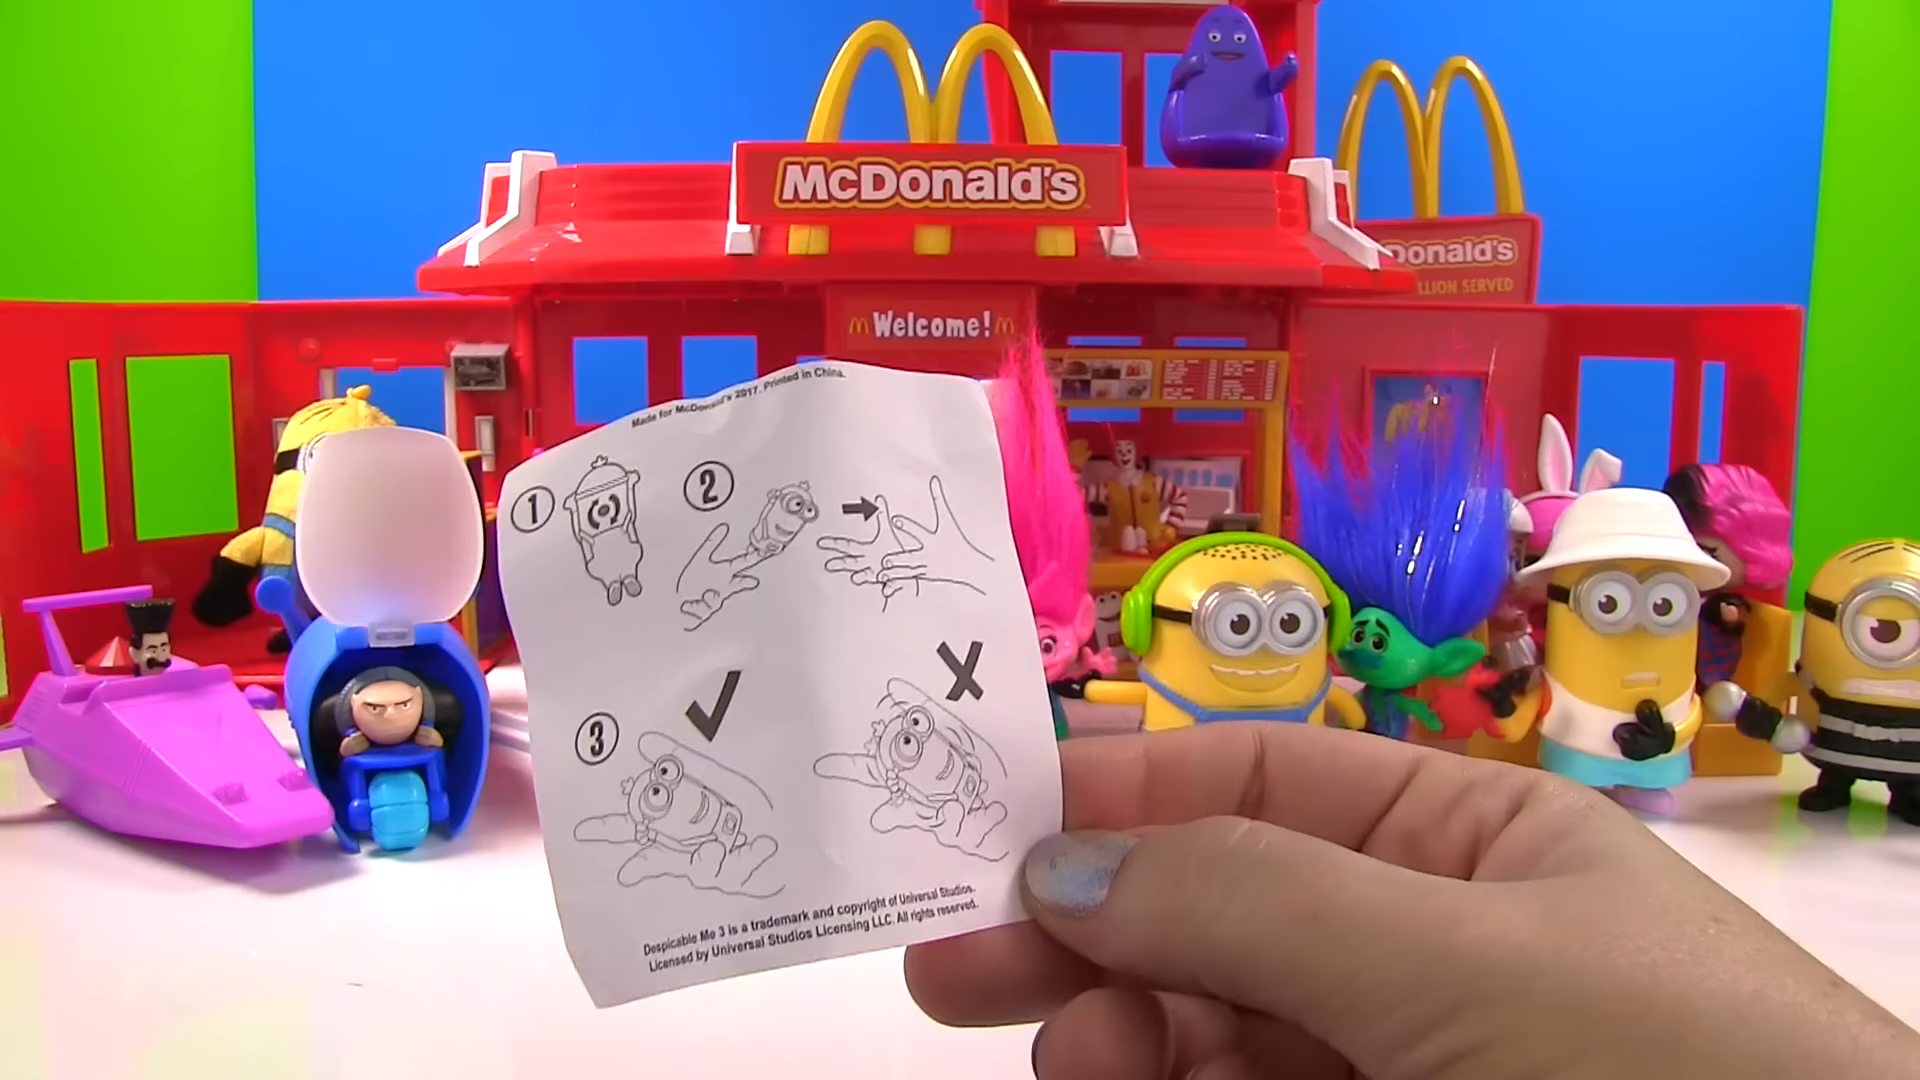 McDonald's
Donald's
LLION SERVED
Welcome!
Made for McDonald's 2017. Printed in China.
1
2
3
Despicable Me 3 is a trademark and copyright of Universal Studios.
Licensed by Universal Studios Licensing LLC. All rights reserved.